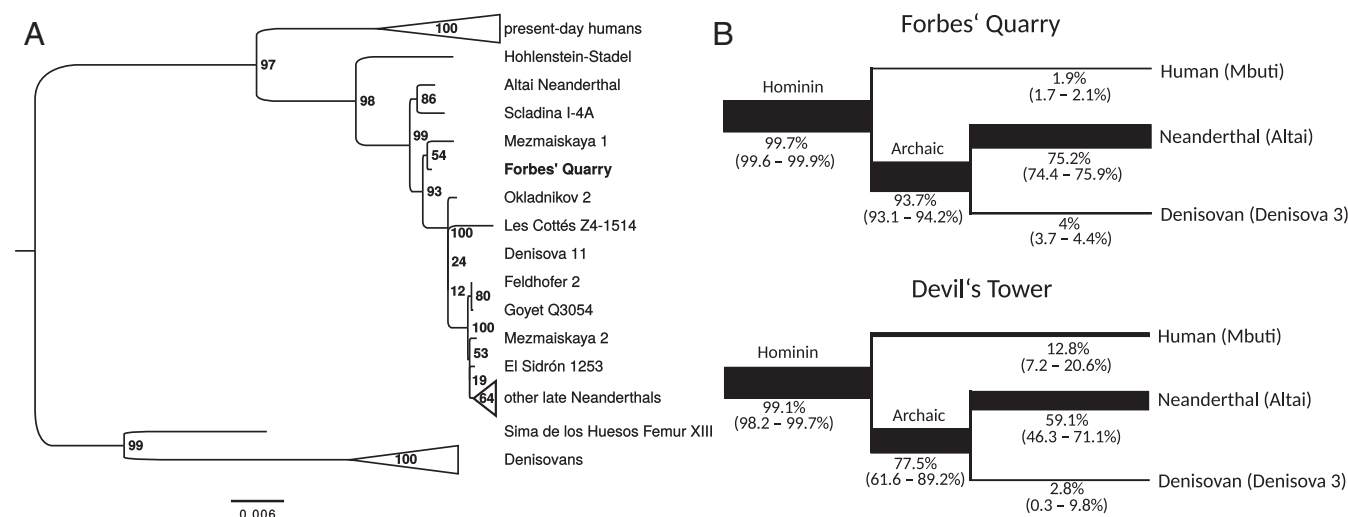 A
100
present-day humans
97
Hohlenstein-Stadel
98
Altai Neanderthal
86
Scladina I-4A
99
Mezmaiskaya 1
54
Forbes' Quarry
93
Okladnikov 2
Les Cottés Z4-1514
100
Denisova 11
24
Feldhofer 2
12
80
Goyet Q3054
100
Mezmaiskaya 2
53
El Sidrón 1253
19
64
other late Neanderthals
Sima de los Huesos Femur XIII
99
Denisovans
100
0.006
B
Forbes‘ Quarry
Human (Mbuti)
1.9%
(1.7 – 2.1%)
Hominin
99.7%
(99.6 – 99.9%)
Neanderthal (Altai)
Archaic
75.2%
(74.4 – 75.9%)
93.7%
(93.1 – 94.2%)
Denisovan (Denisova 3)
4%
(3.7 – 4.4%)
Devil‘s Tower
Human (Mbuti)
12.8%
(7.2 – 20.6%)
Hominin
99.1%
(98.2 – 99.7%)
Neanderthal (Altai)
Archaic
59.1%
(46.3 – 71.1%)
77.5%
(61.6 – 89.2%)
Denisovan (Denisova 3)
2.8%
(0.3 – 9.8%)